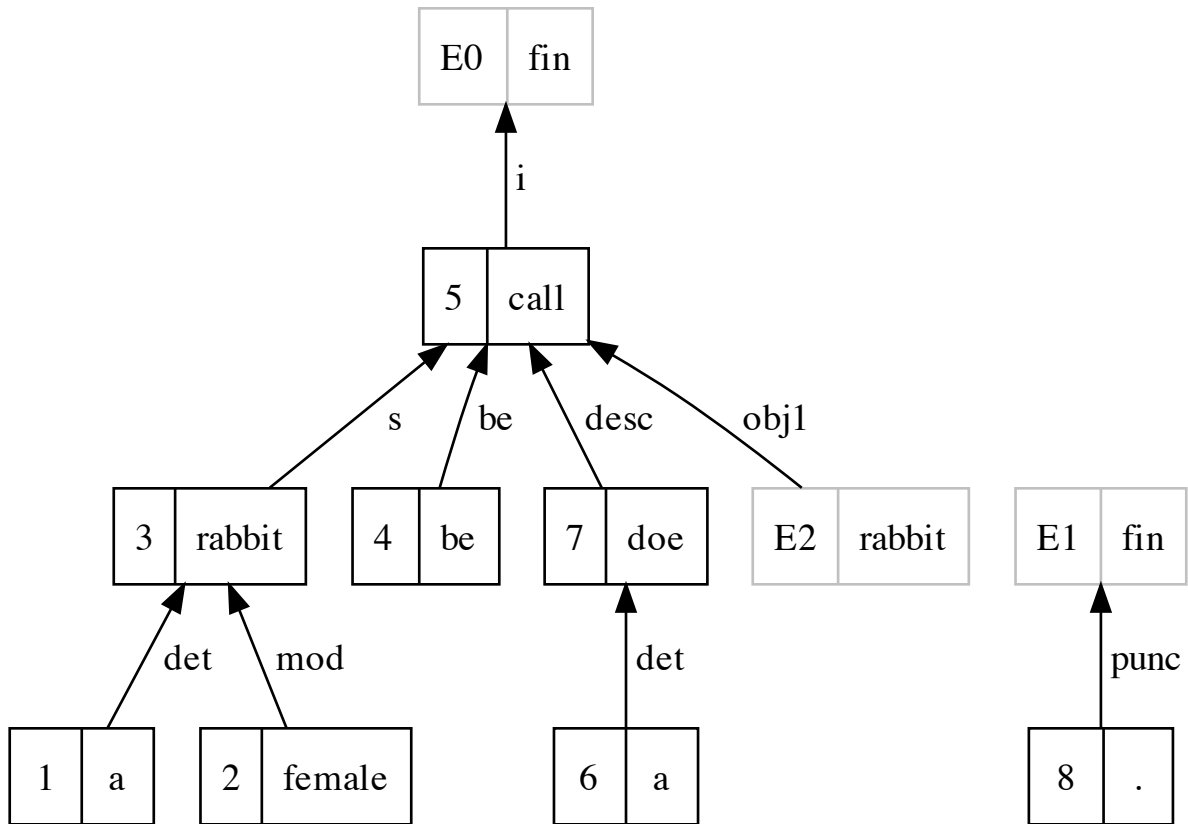 E0 fin
i
5 call
s be desc obj1
3 rabbit 4 be 7 doe E2 rabbit E1 fin
det mod det punc
1 a 2 female 6 a 8 .